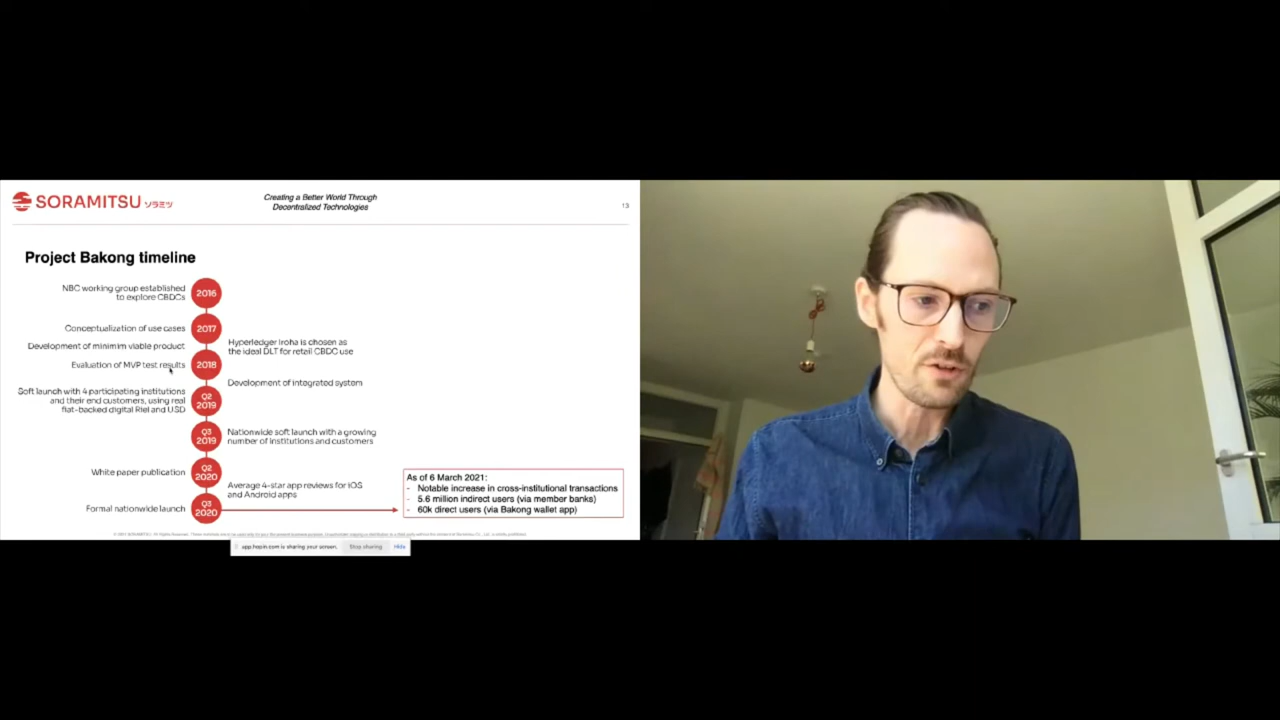 SORAMITSU ソラミツ
Creating a Better World Through
Decentralized Technologies
13
Project Bakong timeline
NBC working group established
to explore CBDCs
2016
Conceptualization of use cases
2017
Development of minimim viable product
Hyperledger Iroha is chosen as
the ideal DLT for retail CBDC use
Evaluation of MVP test results
2018
Development of integrated system
Soft launch with 4 participating institutions
and their end customers, using real
fiat-backed digital Riel and USD
Q2
2019
Q3
2019
Nationwide soft launch with a growing
number of institutions and customers
White paper publication
Q2
2020
Average 4-star app reviews for iOS
and Android apps
Formal nationwide launch
Q3
2020
As of 6 March 2021:
- Notable increase in cross-institutional transactions
- 5.6 million indirect users (via member banks)
- 60k direct users (via Bakong wallet app)
app.hopin.com is sharing your screen.
Stop sharing
Hide